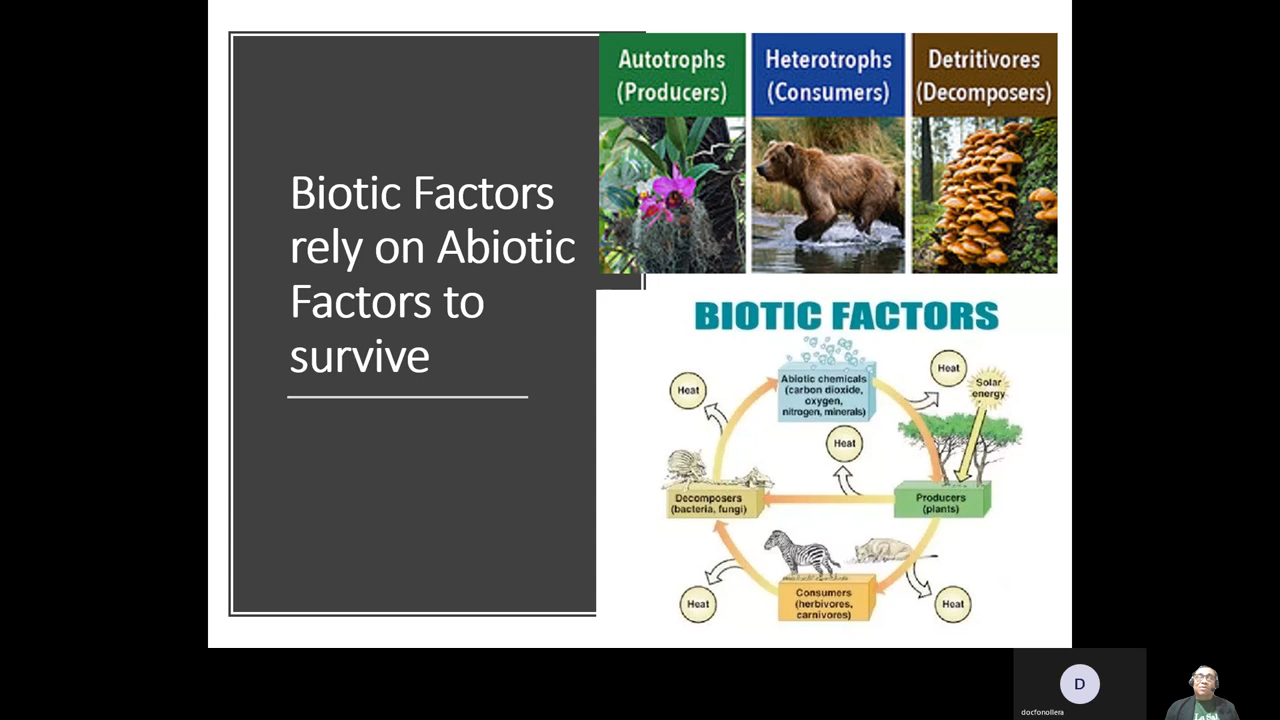 Biotic Factors
rely on Abiotic
Factors to
survive
Autotrophs
(Producers)
Heterotrophs
(Consumers)
Detritivores
(Decomposers)
BIOTIC FACTORS
Abiotic chemicals
(carbon dioxide,
oxygen,
nitrogen, minerals)
Heat
Solar
energy
Heat
Heat
Decomposers
(bacteria, fungi)
Producers
(plants)
Heat
Consumers
(herbivores,
carnivores)
Heat
D
docfonollera